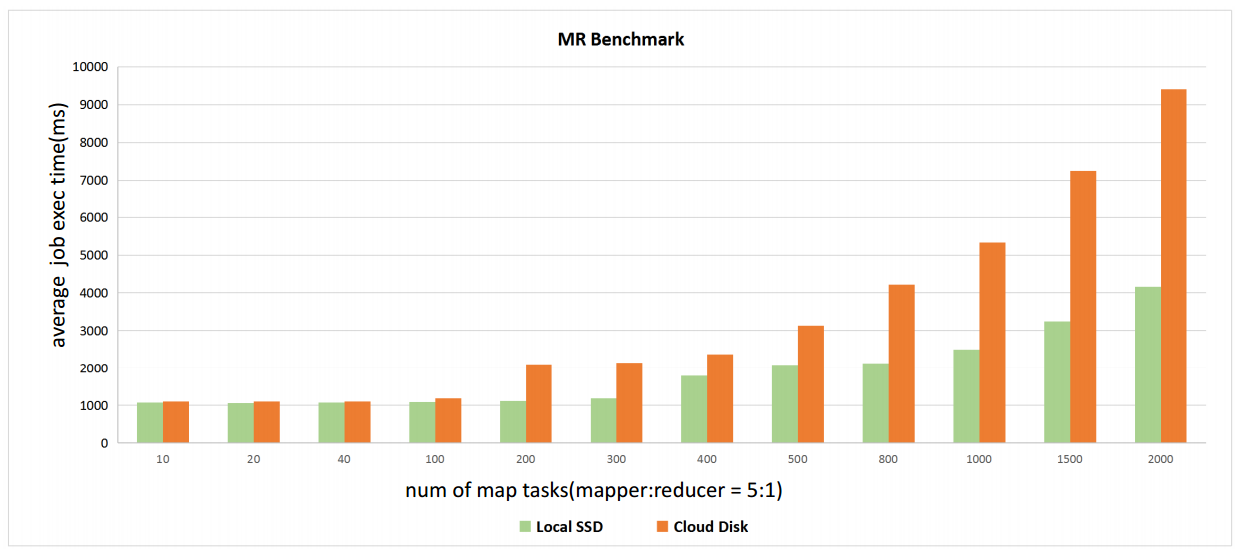 MR Benchmark
10000
9000
8000
7000
6000
5000
4000
3000
2000
1000
0
average job exec time(ms)
10 20 40 100 200 300 400 500 800 1000 1500 2000
num of map tasks(mapper:reducer = 5:1)
Local SSD Cloud Disk